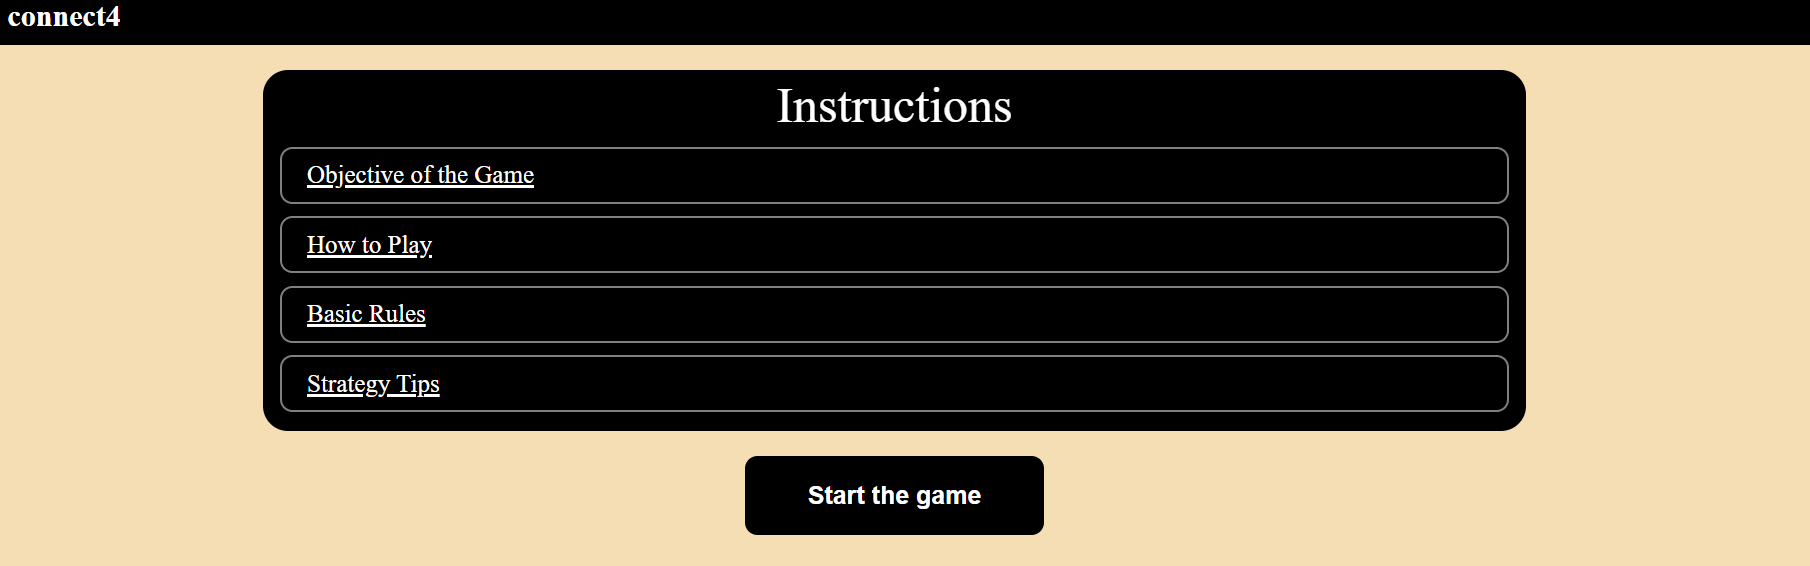 connect4
Instructions
Objective of the Game
How to Play
Basic Rules
Strategy Tips
Start the game